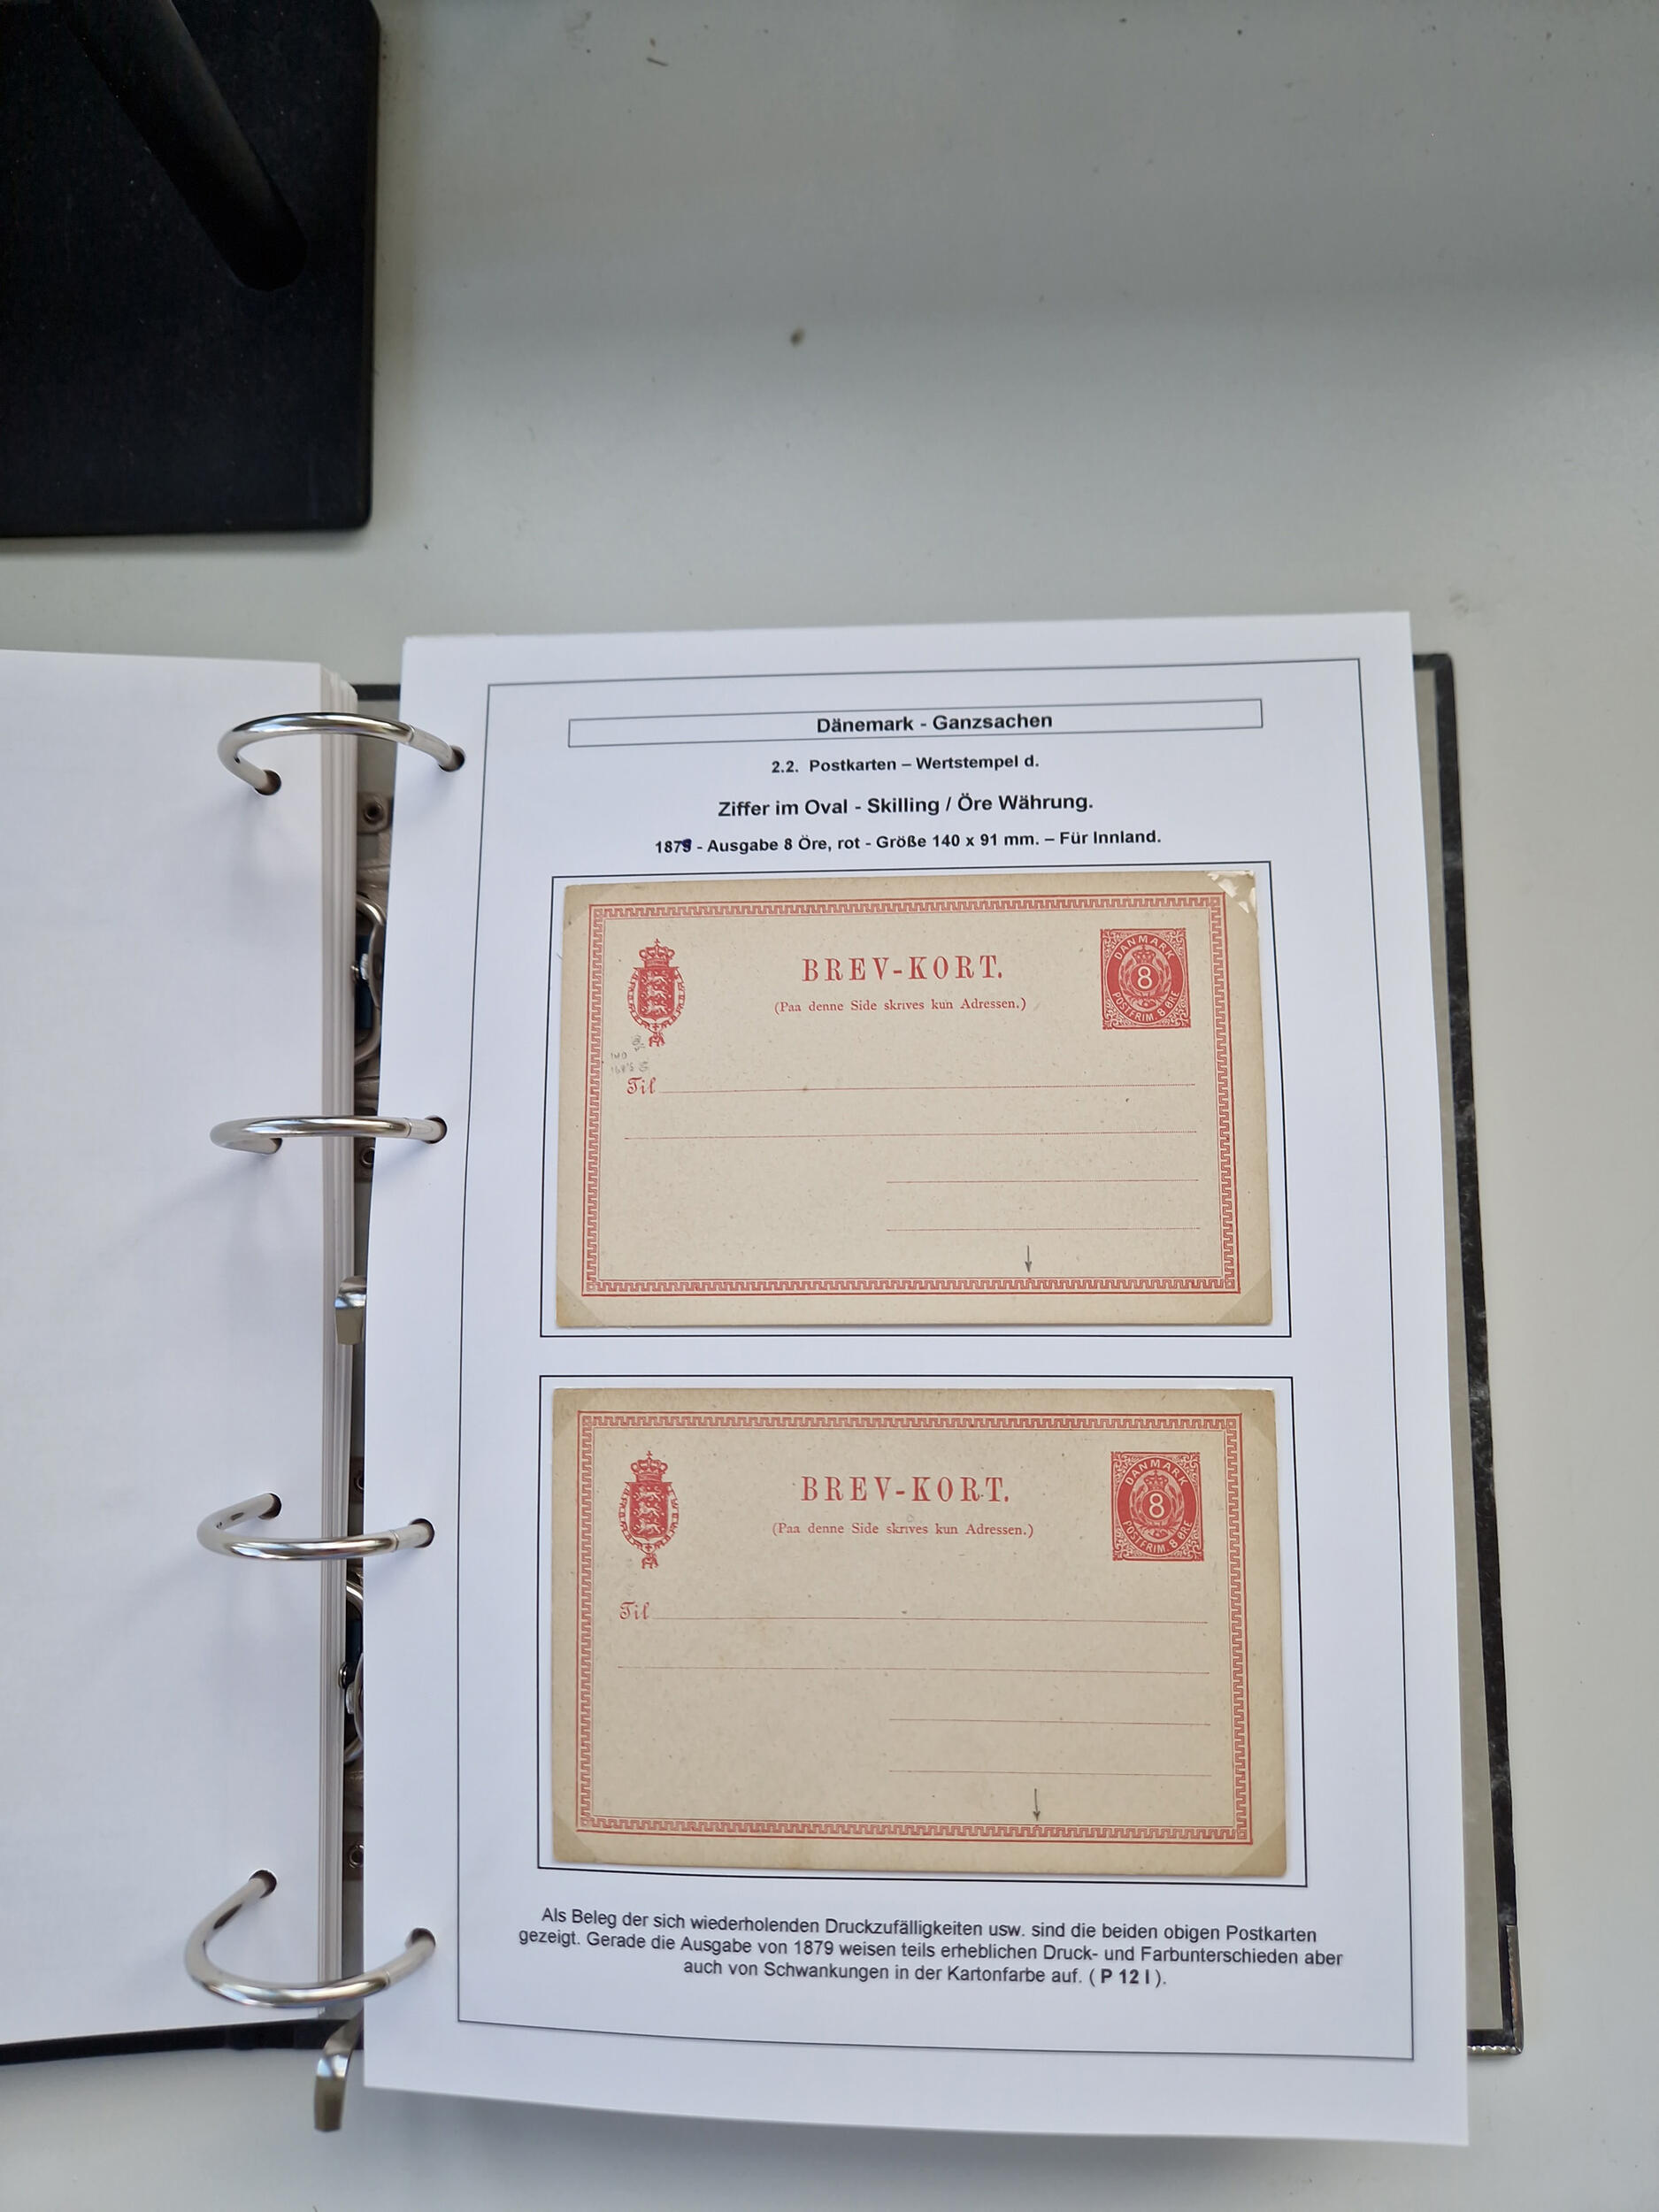 Dänemark - Ganzsachen
2.2. Postkarten – Wertstempel d.
Ziffer im Oval - Skilling / Öre Währung.
1879 - Ausgabe 8 Öre, rot - Größe 140 x 91 mm. – Für Innland.
BREV-KORT.
(Paa denne Side skrives kun Adressen.)
DANMARK
8
POSTFRIM. 8 ØRE
Til
BREV-KORT.
(Paa denne Side skrives kun Adressen.)
DANMARK
8
POSTFRIM. 8 ØRE
Til
Als Beleg der sich wiederholenden Druckzufälligkeiten usw. sind die beiden obigen Postkarten
gezeigt. Gerade die Ausgabe von 1879 weisen teils erheblichen Druck- und Farbunterschieden aber
auch von Schwankungen in der Kartonfarbe auf. ( P 12 I ).